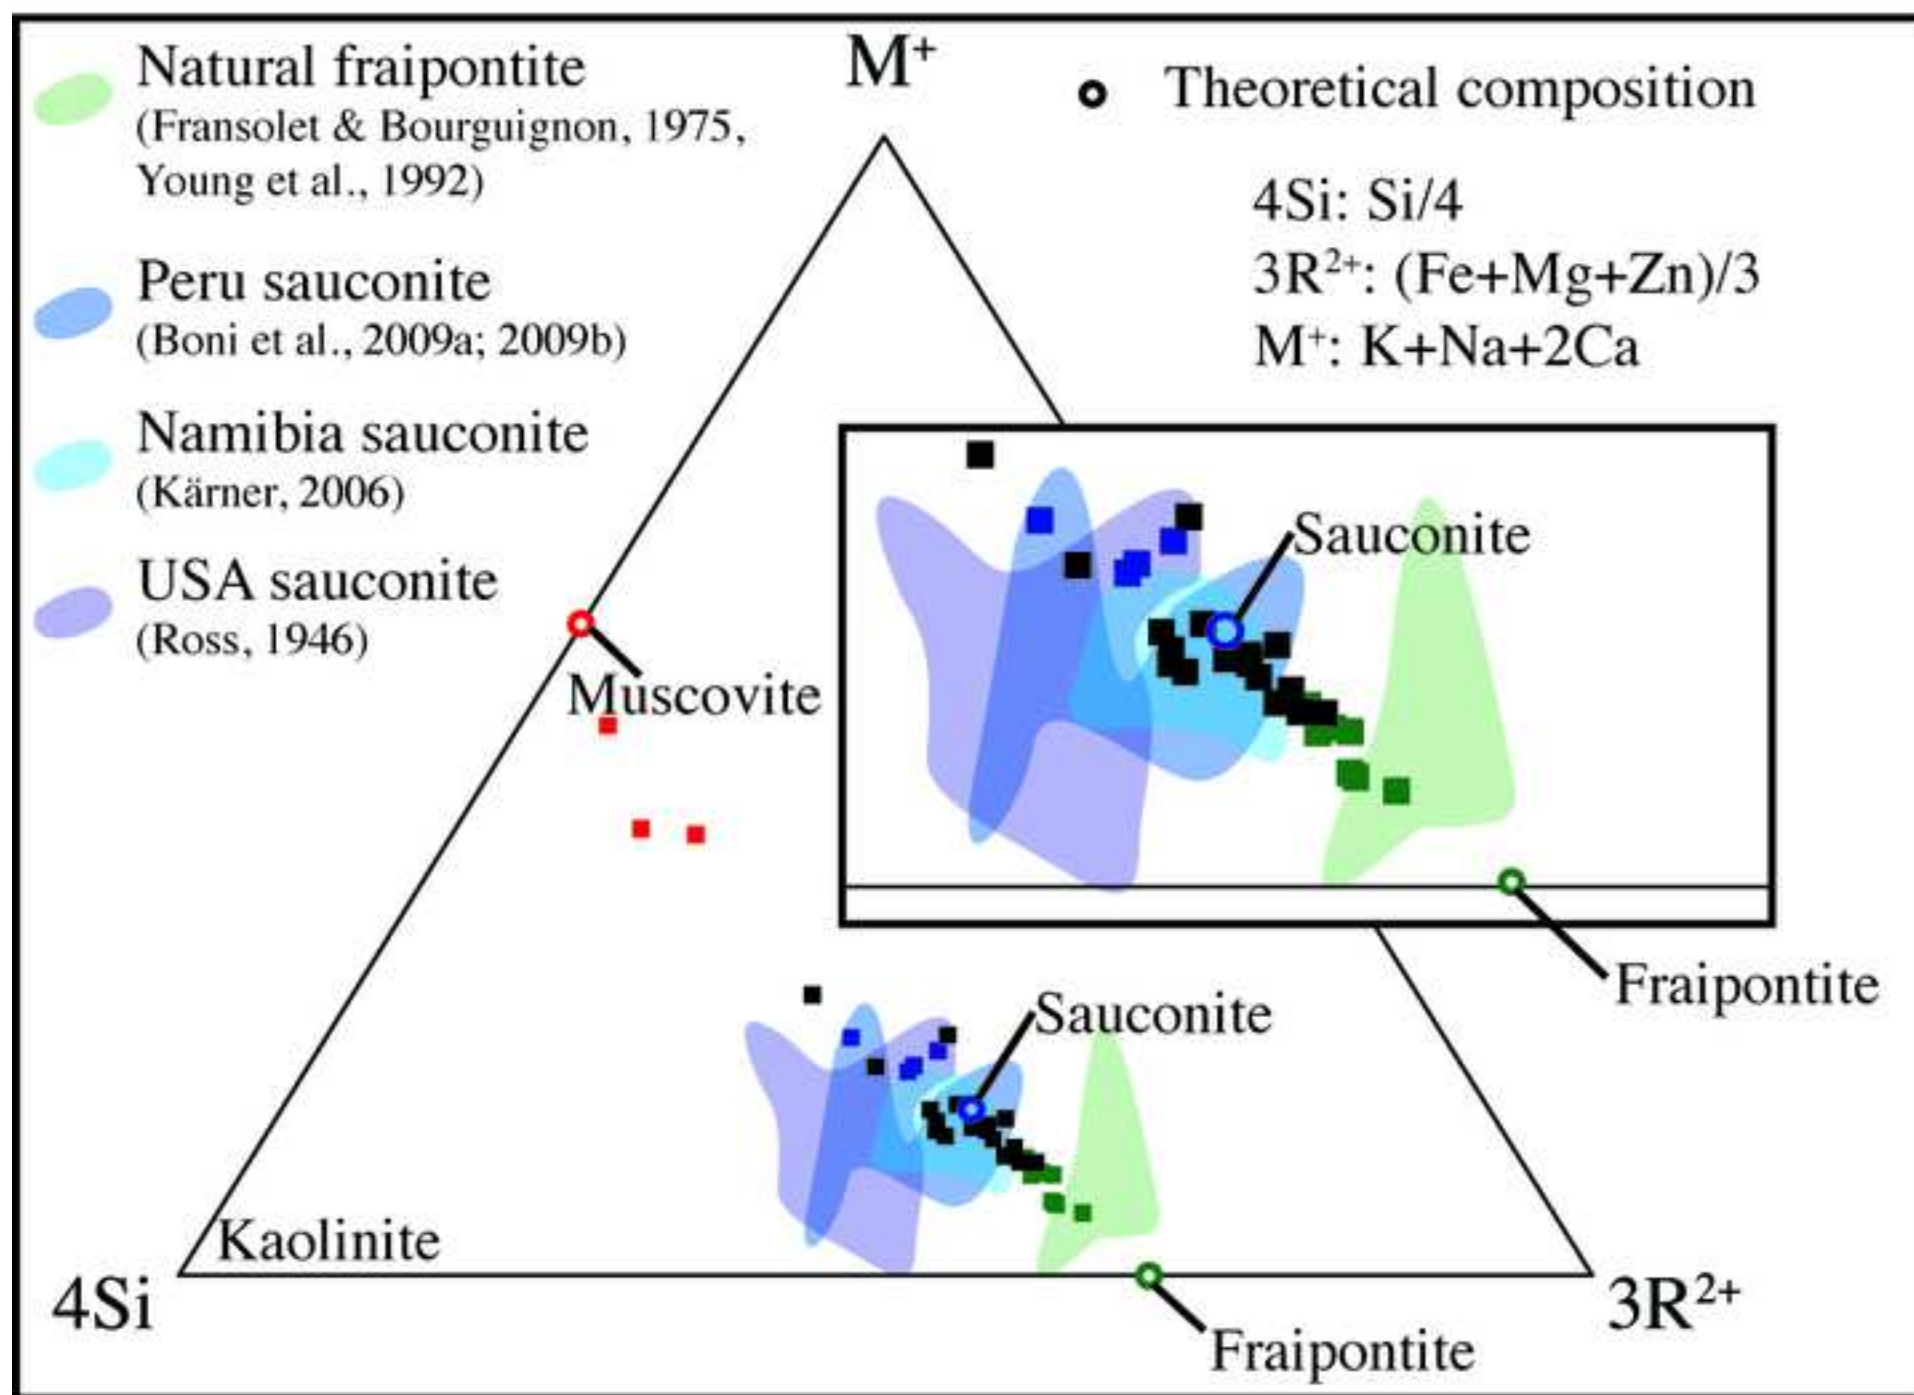 Natural fraipontite
(Fransolet & Bourguignon, 1975,
Young et al., 1992)
Peru sauconite
(Boni et al., 2009a; 2009b)
Namibia sauconite
(Kärner, 2006)
USA sauconite
(Ross, 1946)
M⁺
Theoretical composition
4Si: Si/4
3R²⁺: (Fe+Mg+Zn)/3
M⁺: K+Na+2Ca
Sauconite
Muscovite
Fraipontite
Sauconite
Kaolinite
4Si
3R²⁺
Fraipontite